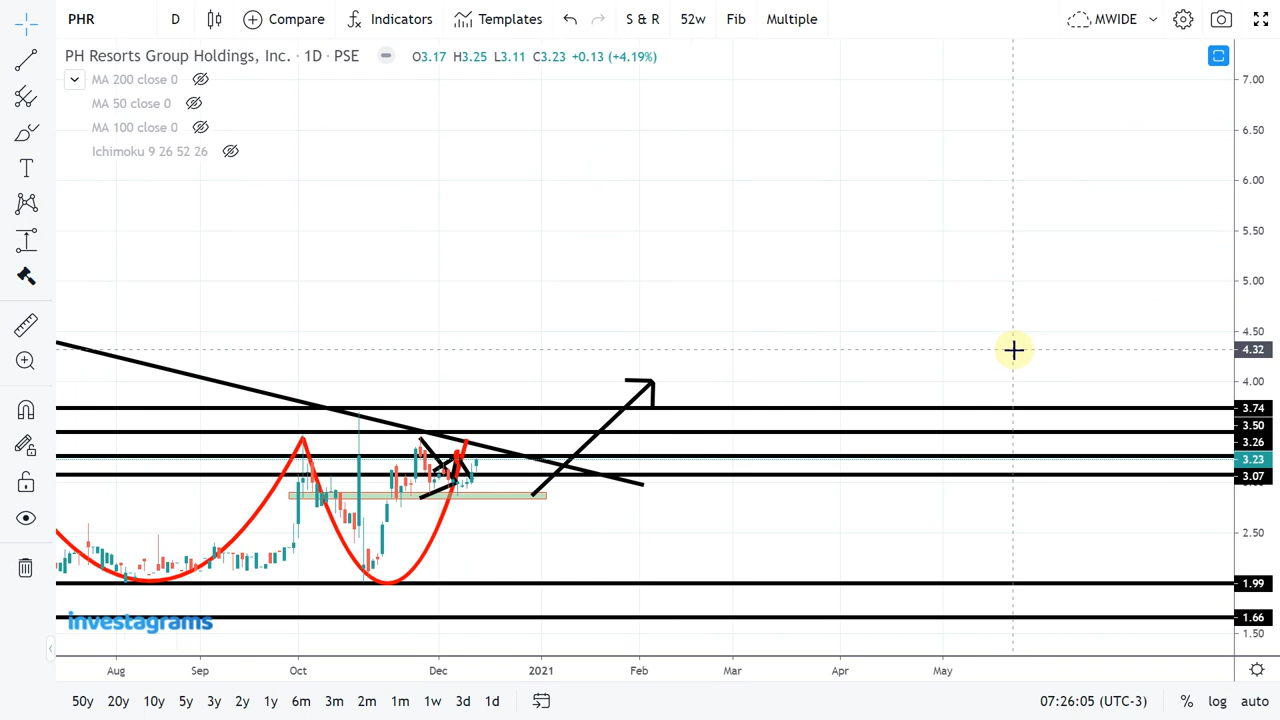 PHR D Compare Indicators Templates S & R 52w Fib Multiple MWIDE
PH Resorts Group Holdings, Inc. · 1D · PSE O3.17 H3.25 L3.11 C3.23 +0.13 (+4.19%)
MA 200 close 0
MA 50 close 0
MA 100 close 0
Ichimoku 9 26 52 26
7.00
6.50
6.00
5.50
5.00
4.50
4.32
4.00
3.74
3.50
3.26
3.23
3.07
2.50
1.99
1.66
1.50
investagrams
Aug Sep Oct Dec 2021 Feb Mar Apr May
50y 20y 10y 5y 3y 2y 1y 6m 3m 2m 1m 1w 3d 1d 07:26:05 (UTC-3) % log auto